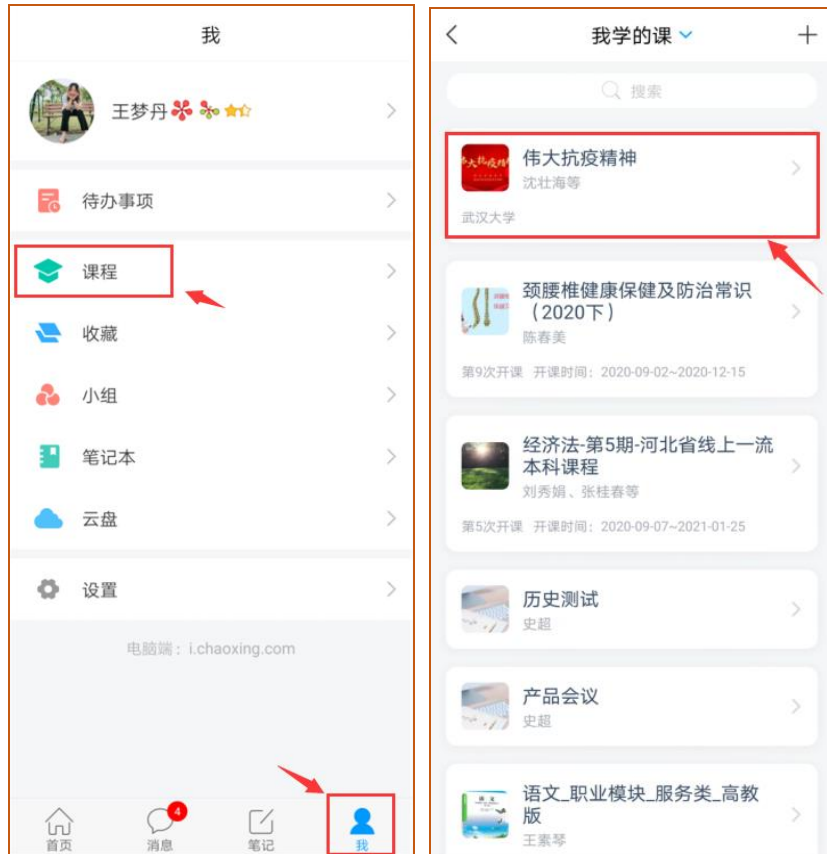 我
王梦丹
待办事项
课程
收藏
小组
笔记本
云盘
设置
电脑端：i.chaoxing.com
首页
4
消息
笔记
我
我学的课
搜索
伟大抗疫精神
沈壮海等
武汉大学
颈腰椎健康保健及防治常识
（2020下）
陈春美
第9次开课 开课时间：2020-09-02~2020-12-15
经济法-第5期-河北省线上一流
本科课程
刘秀娟、张桂春等
第5次开课 开课时间：2020-09-07~2021-01-25
历史测试
史超
产品会议
史超
语文_职业模块_服务类_高教
版
王素琴